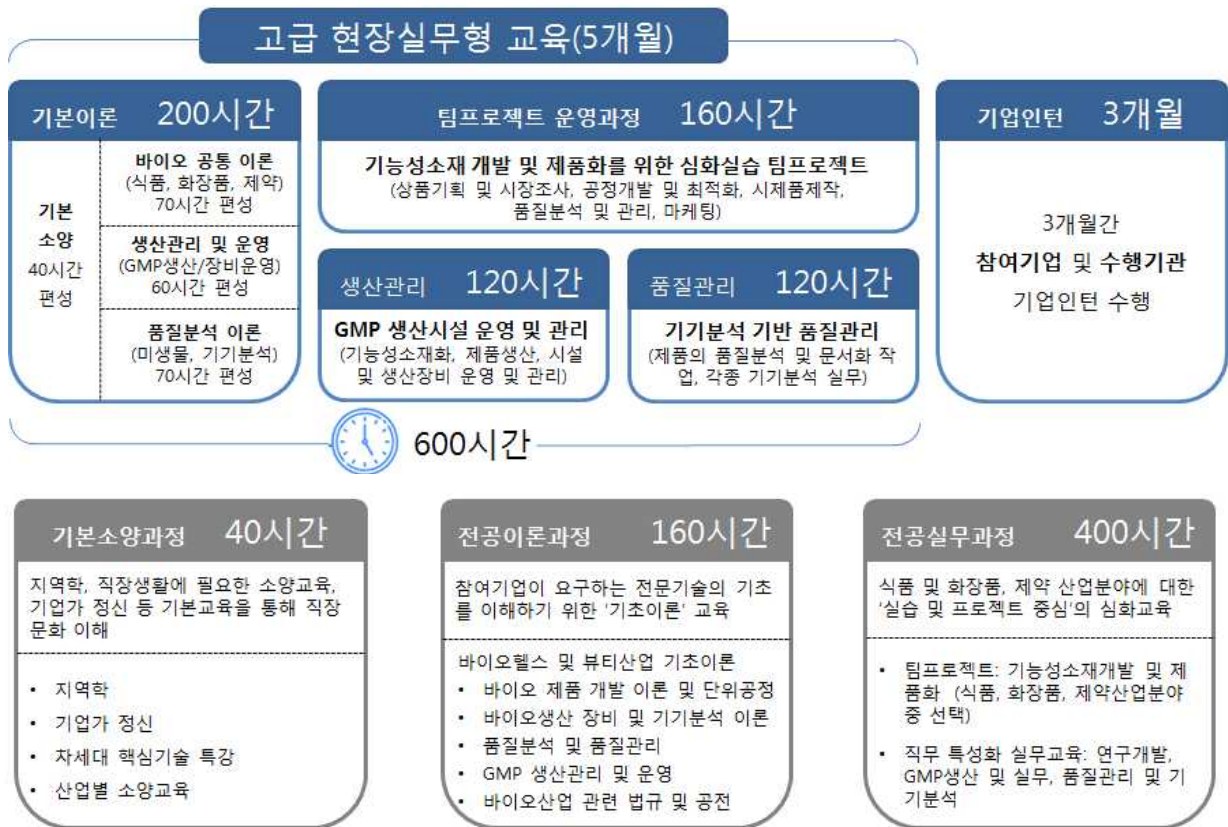 고급 현장실무형 교육(5개월)
기본이론 200시간
기본
소양
40시간
편성
바이오 공통 이론
(식품, 화장품, 제약)
70시간 편성
생산관리 및 운영
(GMP생산/장비운영)
60시간 편성
품질분석 이론
(미생물, 기기분석)
70시간 편성
팀프로젝트 운영과정 160시간
기능성소재 개발 및 제품화를 위한 심화실습 팀프로젝트
(상품기획 및 시장조사, 공정개발 및 최적화, 시제품제작,
품질분석 및 관리, 마케팅)
생산관리 120시간
GMP 생산시설 운영 및 관리
(기능성소재화, 제품생산, 시설
및 생산장비 운영 및 관리)
품질관리 120시간
기기분석 기반 품질관리
(제품의 품질분석 및 문서화 작
업, 각종 기기분석 실무)
기업인턴 3개월
3개월간
참여기업 및 수행기관
기업인턴 수행
600시간
기본소양과정 40시간
지역학, 직장생활에 필요한 소양교육,
기업가 정신 등 기본교육을 통해 직장
문화 이해
• 지역학
• 기업가 정신
• 차세대 핵심기술 특강
• 산업별 소양교육
전공이론과정 160시간
참여기업이 요구하는 전문기술의 기초
를 이해하기 위한 '기초이론' 교육
바이오헬스 및 뷰티산업 기초이론
• 바이오 제품 개발 이론 및 단위공정
• 바이오생산 장비 및 기기분석 이론
• 품질분석 및 품질관리
• GMP 생산관리 및 운영
• 바이오산업 관련 법규 및 공전
전공실무과정 400시간
식품 및 화장품, 제약 산업분야에 대한
'실습 및 프로젝트 중심'의 심화교육
• 팀프로젝트: 기능성소재개발 및 제
품화 (식품, 화장품, 제약산업분야
중 선택)
• 직무 특성화 실무교육: 연구개발,
GMP생산 및 실무, 품질관리 및 기
기분석